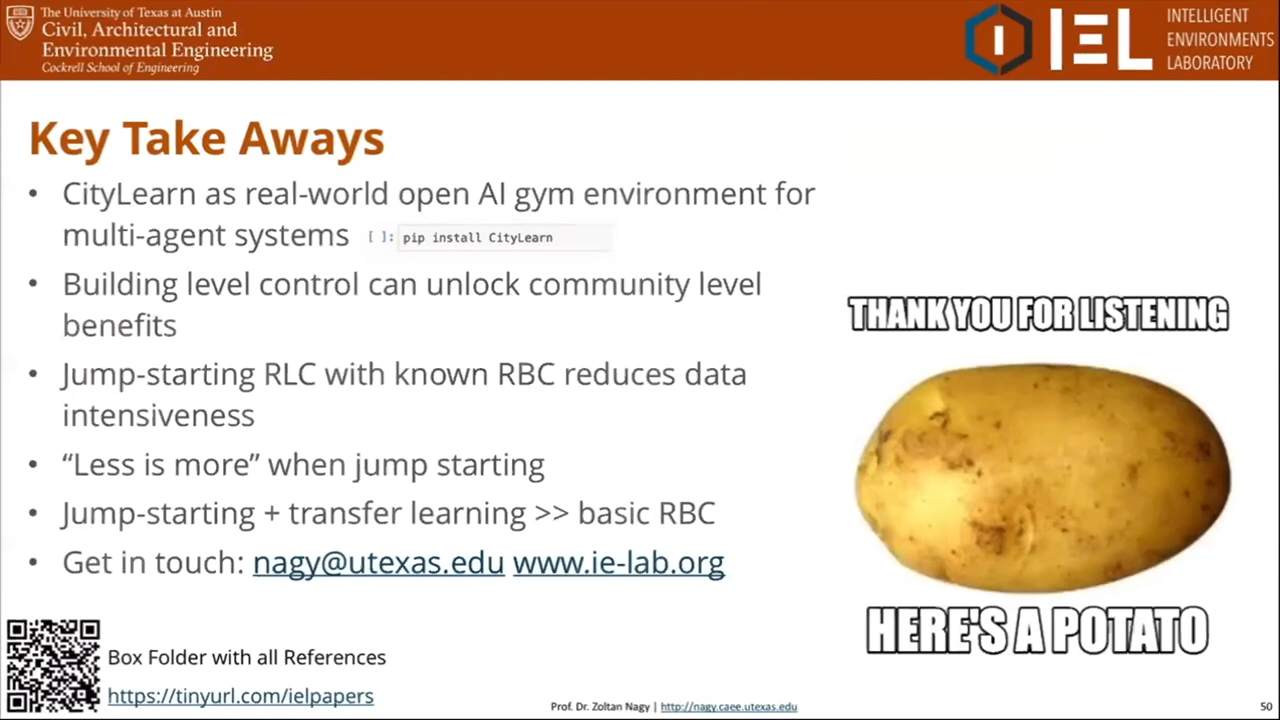 The University of Texas at Austin
Civil, Architectural and
Environmental Engineering
Cockrell School of Engineering
IEL
INTELLIGENT
ENVIRONMENTS
LABORATORY
Key Take Aways
• CityLearn as real-world open AI gym environment for
multi-agent systems
[ ]: pip install CityLearn
• Building level control can unlock community level
benefits
• Jump-starting RLC with known RBC reduces data
intensiveness
• “Less is more” when jump starting
• Jump-starting + transfer learning >> basic RBC
• Get in touch: nagy@utexas.edu www.ie-lab.org
THANK YOU FOR LISTENING
HERE'S A POTATO
Box Folder with all References
https://tinyurl.com/ielpapers
Prof. Dr. Zoltan Nagy | http://nagy.caee.utexas.edu
50